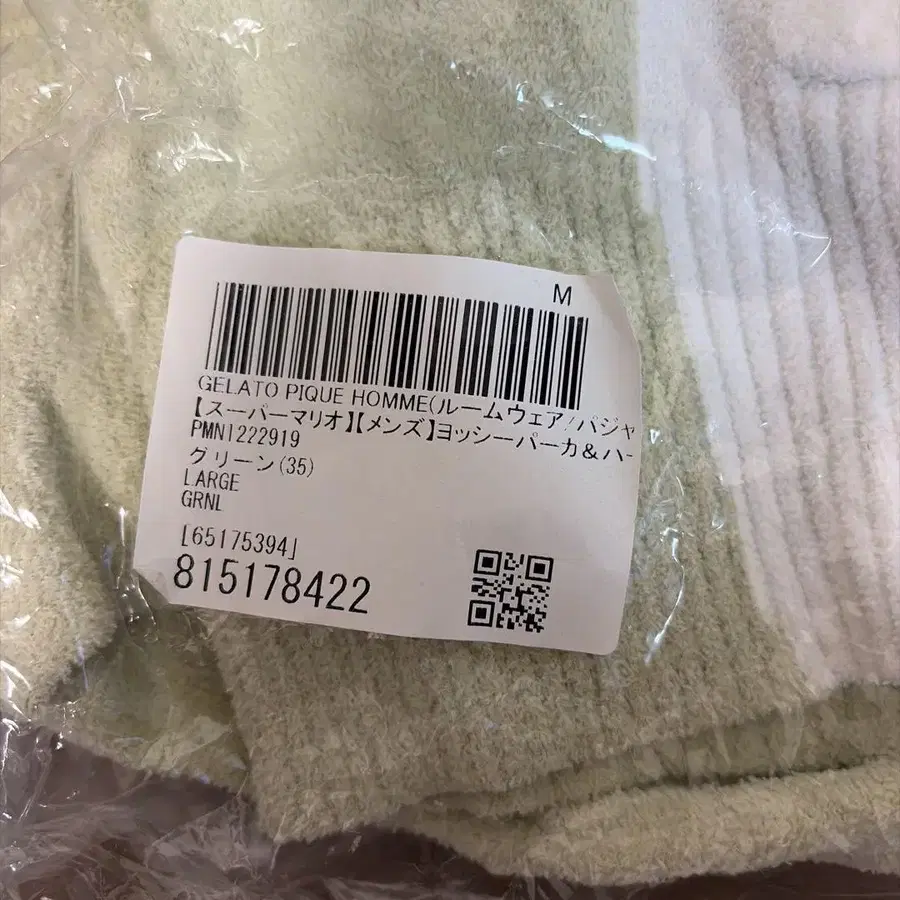 M
GELATO PIQUE HOMME(ルームウェア/パジャ
【スーパーマリオ】【メンズ】ヨッシーパーカ&ハー
PMNT222919
グリーン(35)
LARGE
GRNL
[65175394]
815178422